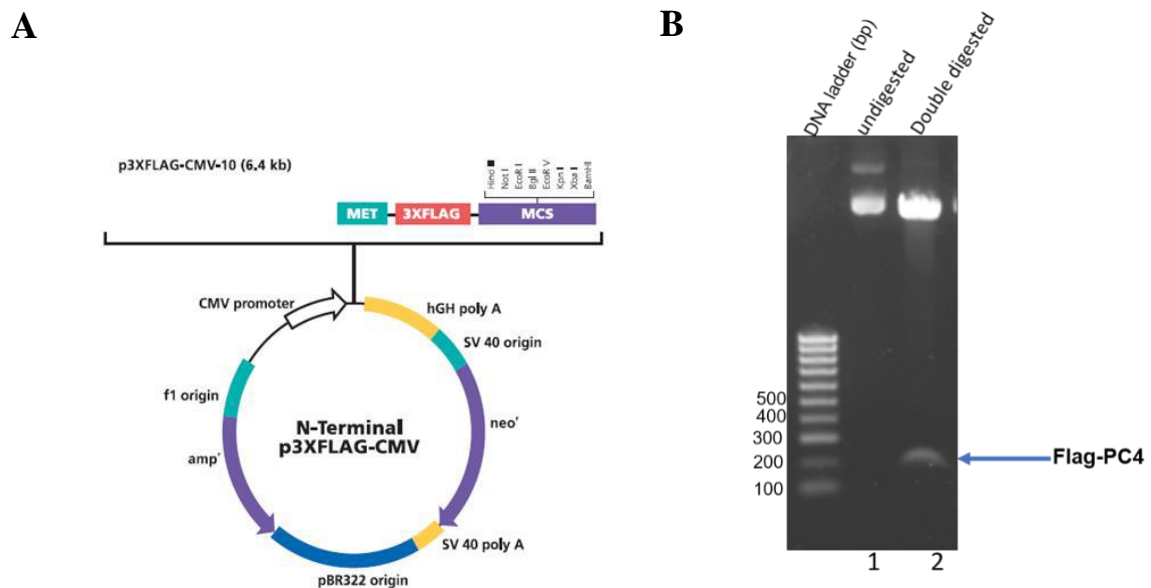 A
B
p3XFLAG-CMV-10 (6.4 kb)
Hind ■
Not I
EcoR I
Bgl II
EcoR V
Kpn I
Xba I
BamHI
MET
3XFLAG
MCS
CMV promoter
hGH poly A
SV 40 origin
f1 origin
neoʳ
N-Terminal
p3XFLAG-CMV
ampʳ
SV 40 poly A
pBR322 origin
DNA ladder (bp)
undigested
Double digested
500
400
300
200
100
Flag-PC4
1
2